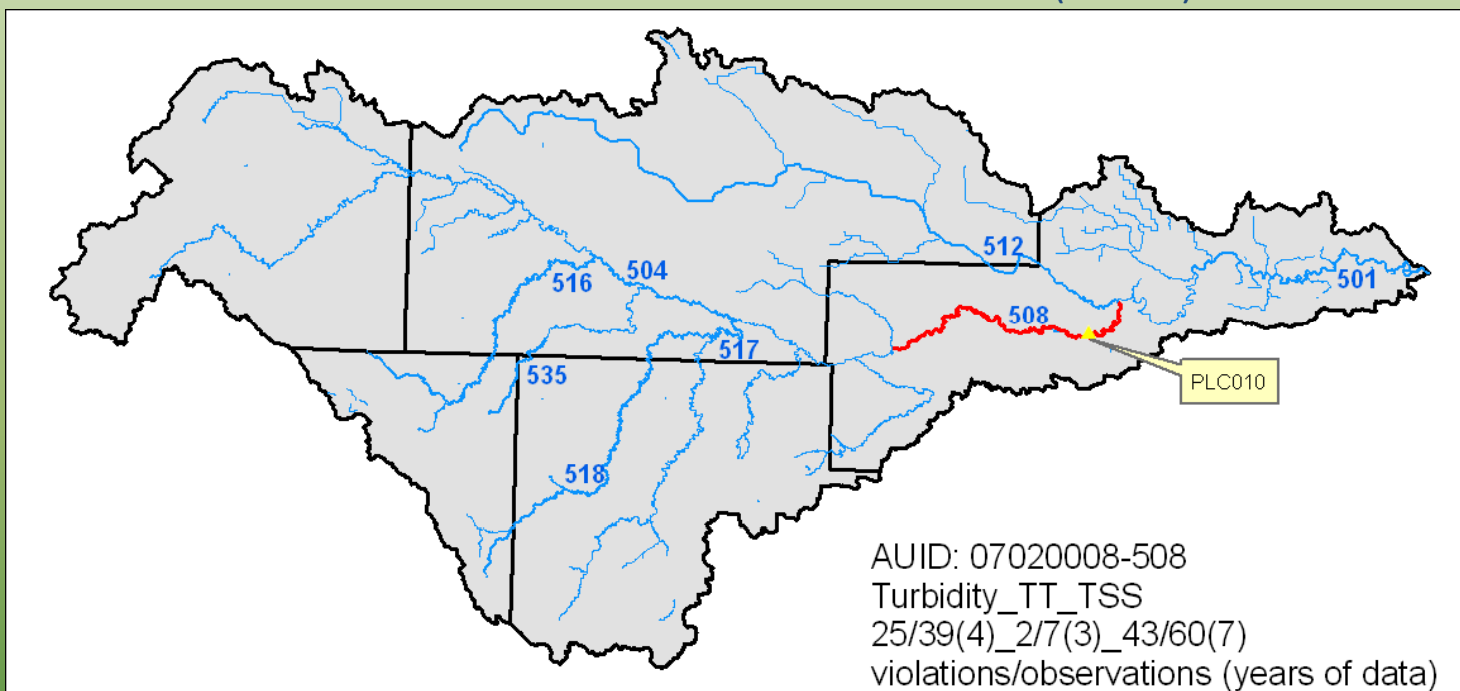 512
501
504
516
508
517
PLC010
535
518
AUID: 07020008-508
Turbidity_TT_TSS
25/39(4)_2/7(3)_43/60(7)
violations/observations (years of data)